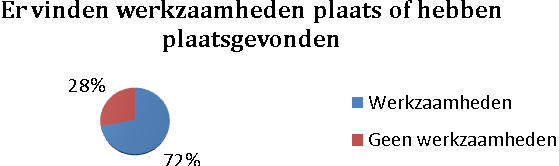 Er vinden werkzaamheden plaats of hebben
plaatsgevonden
28%
Werkzaamheden
Geen werkzaamheden
72%